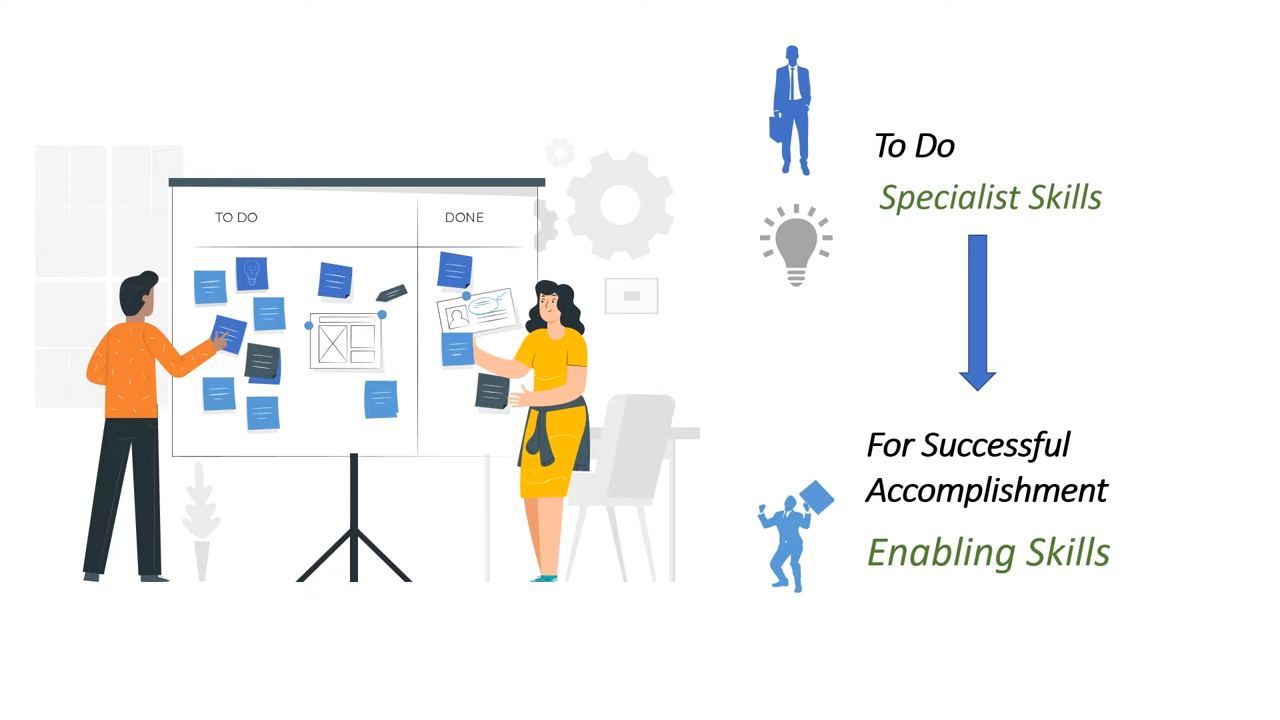 TO DO
DONE
To Do
Specialist Skills
For Successful
Accomplishment
Enabling Skills